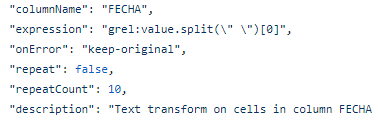 "columnName": "FECHA",
"expression": "grel:value.split(\" \")[0]",
"onError": "keep-original",
"repeat": false,
"repeatCount": 10,
"description": "Text transform on cells in column FECHA